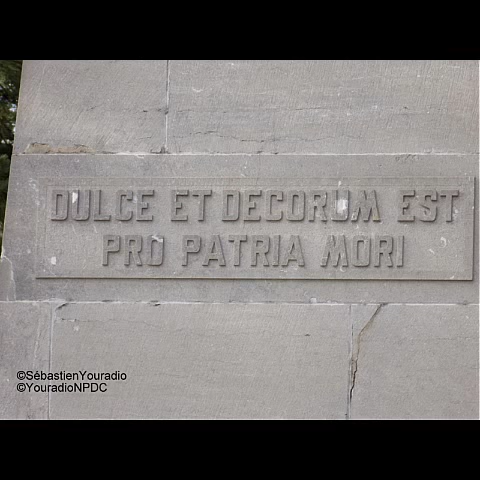 DULCE ET DECORUM EST
PRO PATRIA MORI
©SébastienYouradio
©YouradioNPDC